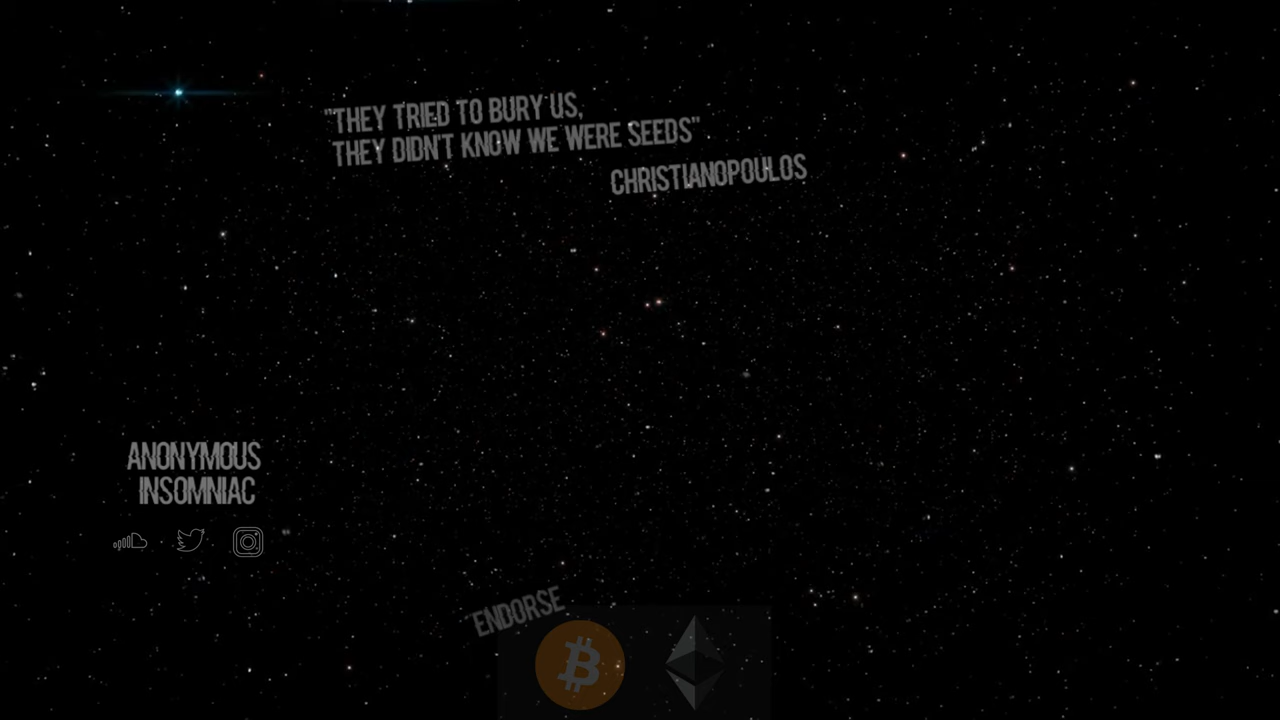 "THEY TRIED TO BURY US,
THEY DIDN'T KNOW WE WERE SEEDS"
CHRISTIANOPOULOS
ANONYMOUS
INSOMNIAC
ENDORSE